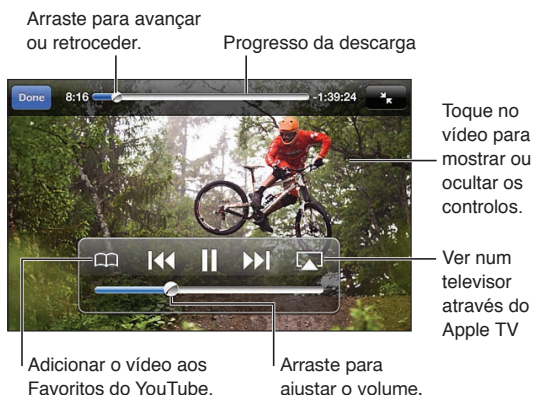 Arraste para avançar
ou retroceder.
Progresso da descarga
Done
8:16
-1:39:24
Toque no
vídeo para
mostrar ou
ocultar os
controlos.
Ver num
televisor
através do
Apple TV
Adicionar o vídeo aos
Favoritos do YouTube.
Arraste para
ajustar o volume.